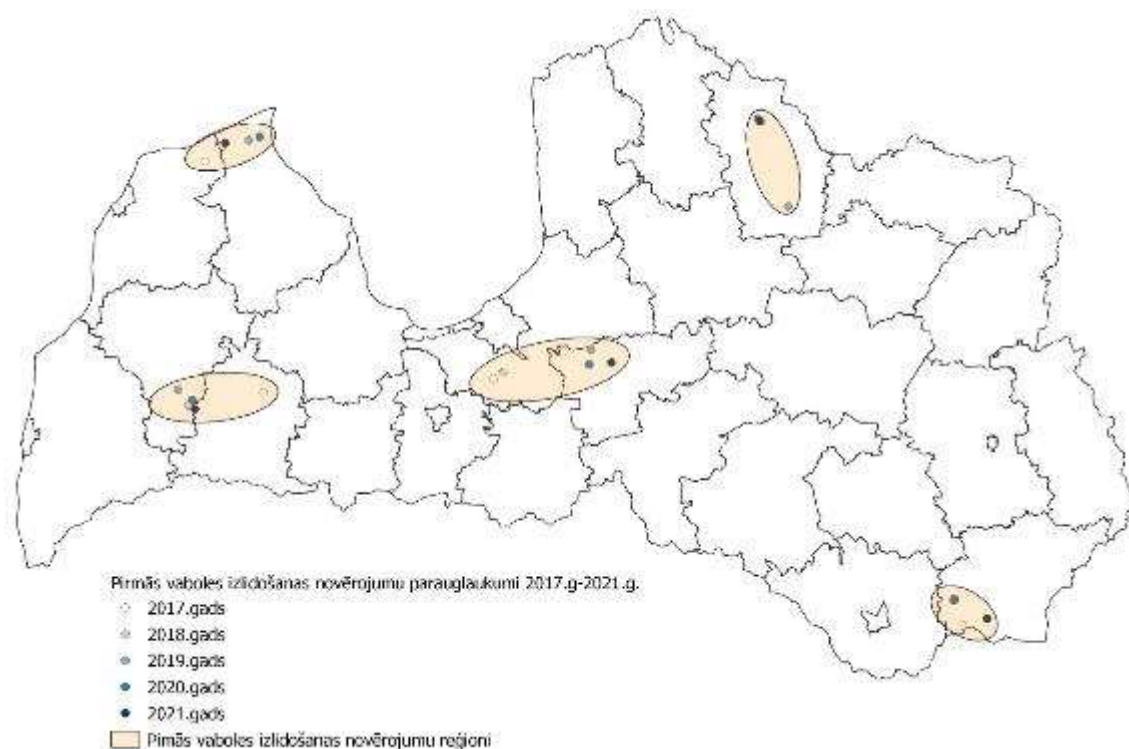 Pirmās vaboles izlidošanas novērojumu parauglaukumi 2017.g-2021.g.
2017.gads
2018.gads
2019.gads
2020.gads
2021.gads
Pimās vaboles izlidošanas novērojumu reģioni